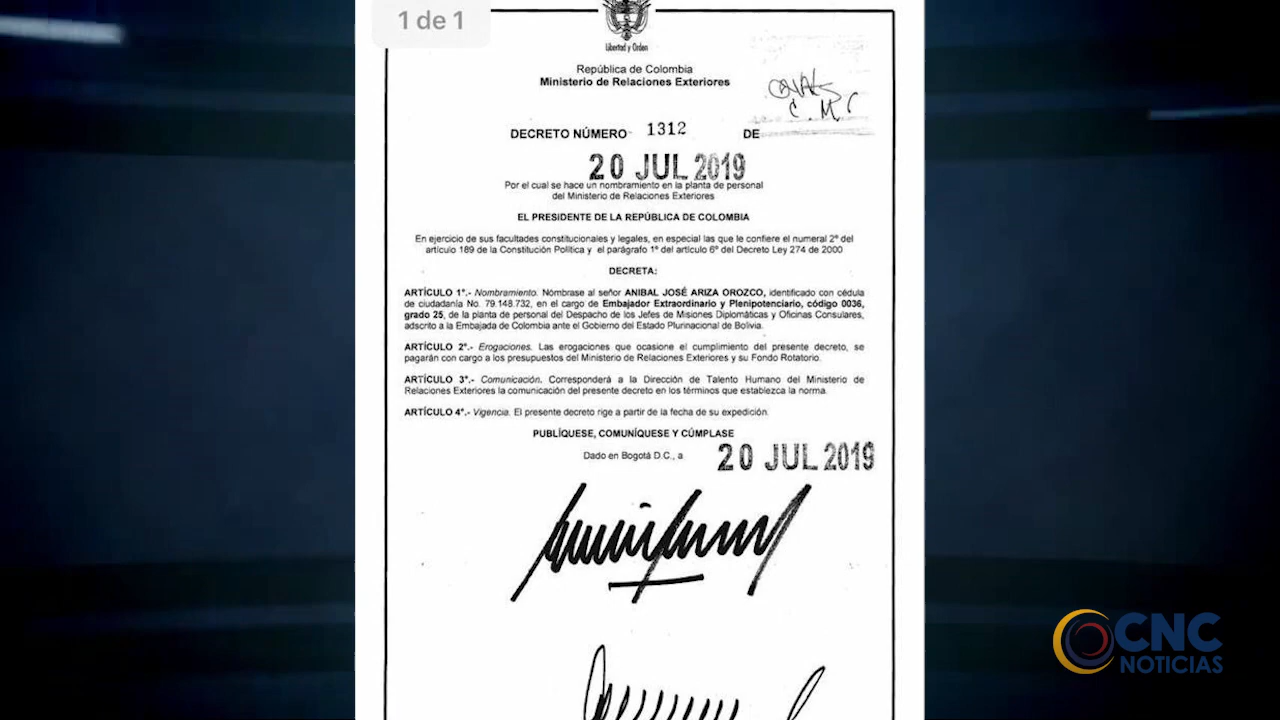 1 de 1
Libertad y Orden
República de Colombia
Ministerio de Relaciones Exteriores
C. M.
DECRETO NÚMERO 1312 DE
20 JUL 2019
Por el cual se hace un nombramiento en la planta de personal
del Ministerio de Relaciones Exteriores
EL PRESIDENTE DE LA REPÚBLICA DE COLOMBIA
En ejercicio de sus facultades constitucionales y legales, en especial las que le confiere el numeral 2º del
artículo 189 de la Constitución Política y el parágrafo 1º del artículo 6º del Decreto Ley 274 de 2000
DECRETA:
ARTÍCULO 1º.- Nombramiento. Nómbrase al señor ANIBAL JOSÉ ARIZA OROZCO, identificado con cédula
de ciudadanía No. 79.148.732, en el cargo de Embajador Extraordinario y Plenipotenciario, código 0036,
grado 25, de la planta de personal del Despacho de los Jefes de Misiones Diplomáticas y Oficinas Consulares,
adscrito a la Embajada de Colombia ante el Gobierno del Estado Plurinacional de Bolivia.
ARTÍCULO 2º.- Erogaciones. Las erogaciones que ocasione el cumplimiento del presente decreto, se
pagarán con cargo a los presupuestos del Ministerio de Relaciones Exteriores y su Fondo Rotatorio.
ARTÍCULO 3º.- Comunicación. Corresponderá a la Dirección de Talento Humano del Ministerio de
Relaciones Exteriores la comunicación del presente decreto en los términos que establezca la norma.
ARTÍCULO 4º.- Vigencia. El presente decreto rige a partir de la fecha de su expedición.
PUBLÍQUESE, COMUNÍQUESE Y CÚMPLASE
Dado en Bogotá D.C., a 20 JUL 2019
CNC
NOTICIAS